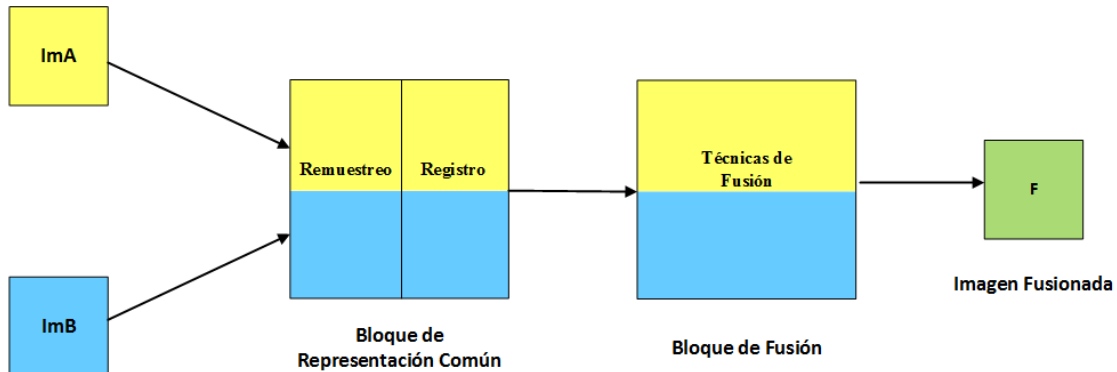 ImA
ImB
Remuestreo
Registro
Bloque de
Representación Común
Técnicas de
Fusión
Bloque de Fusión
F
Imagen Fusionada